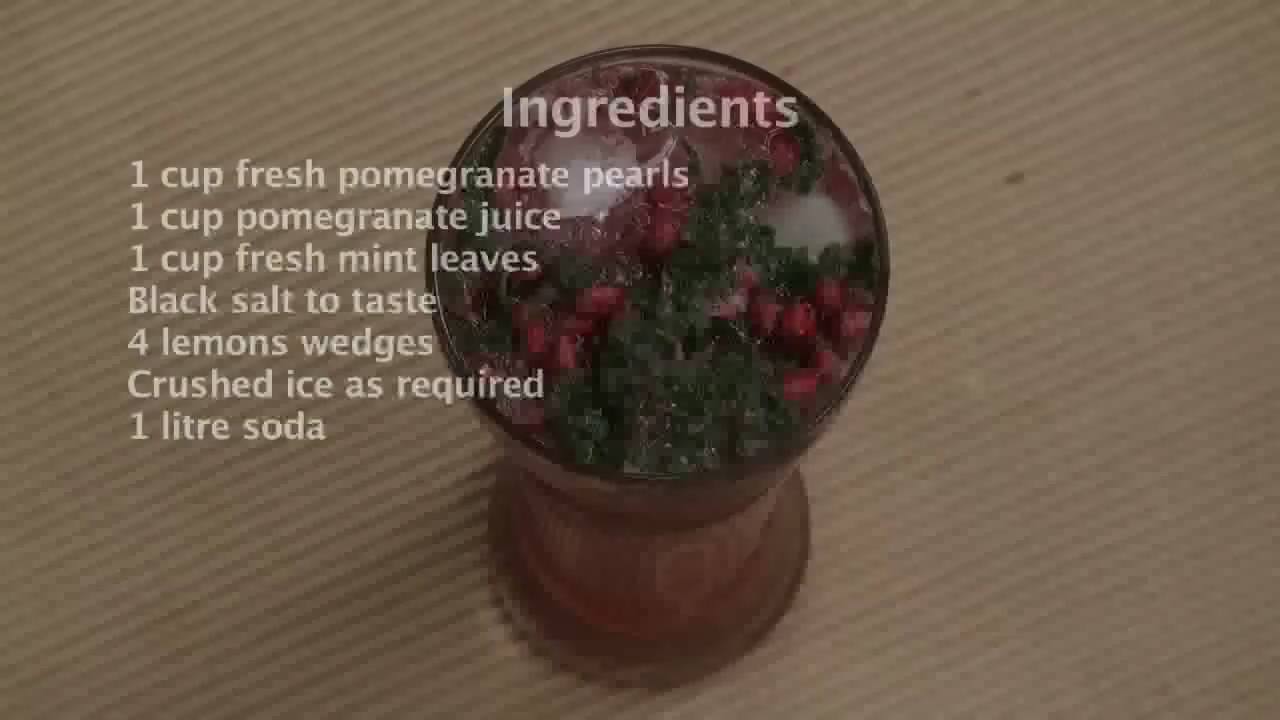 Ingredients
1 cup fresh pomegranate pearls
1 cup pomegranate juice
1 cup fresh mint leaves
Black salt to taste
4 lemons wedges
Crushed ice as required
1 litre soda